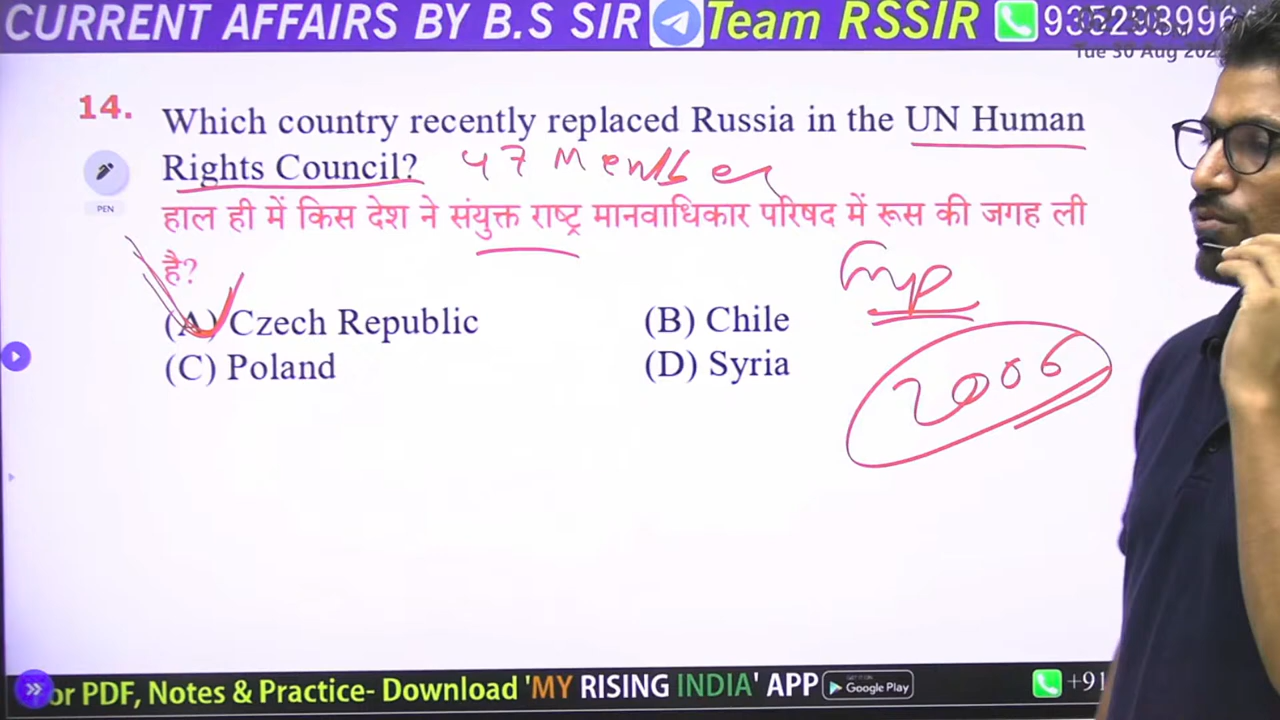 CURRENT AFFAIRS BY B.S SIR Team RSSIR 9352939964
Tue 30 Aug
14. Which country recently replaced Russia in the UN Human
Rights Council? 47 Member
PEN
हाल ही में किस देश ने संयुक्त राष्ट्र मानवाधिकार परिषद में रूस की जगह ली
है?
Imp
(A) Czech Republic (B) Chile
(C) Poland (D) Syria
2006
or PDF, Notes & Practice- Download 'MY RISING INDIA' APP Google Play +91